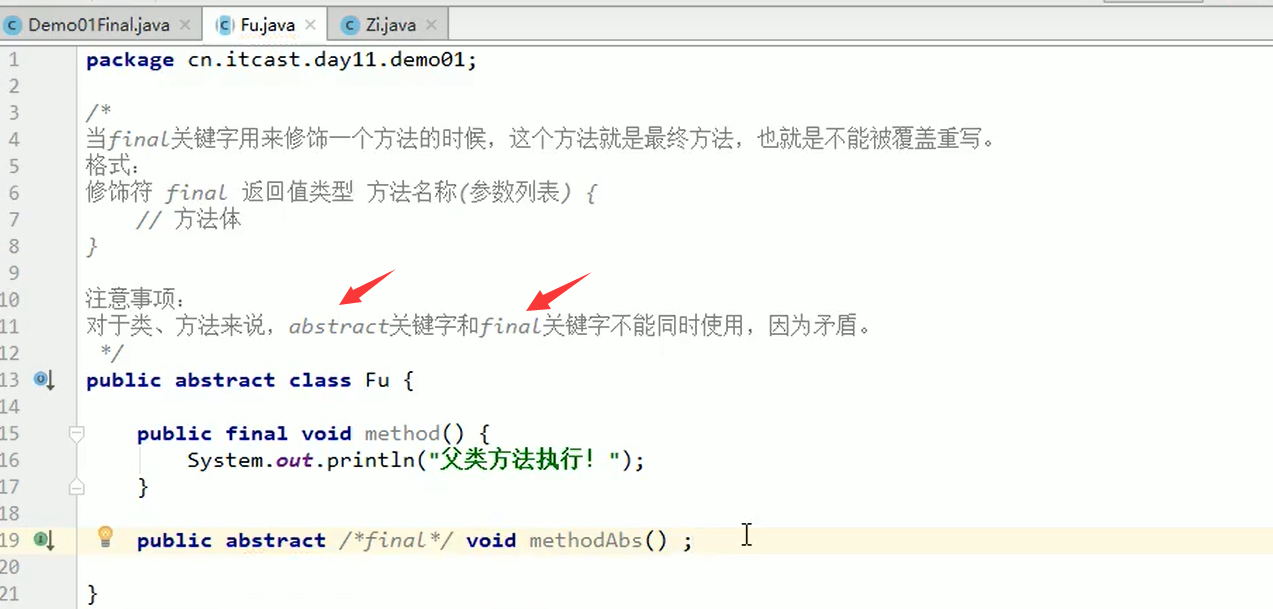 Demo01Final.java
Fu.java
Zi.java
1 package cn.itcast.day11.demo01;
2
3 /*
4 当final关键字用来修饰一个方法的时候，这个方法就是最终方法，也就是不能被覆盖重写。
5 格式：
6 修饰符 final 返回值类型 方法名称(参数列表) {
7     // 方法体
8 }
9
10 注意事项：
11 对于类、方法来说，abstract关键字和final关键字不能同时使用，因为矛盾。
12  */
13 public abstract class Fu {
14
15     public final void method() {
16         System.out.println("父类方法执行！");
17     }
18
19     public abstract /*final*/ void methodAbs() ;
20
21 }